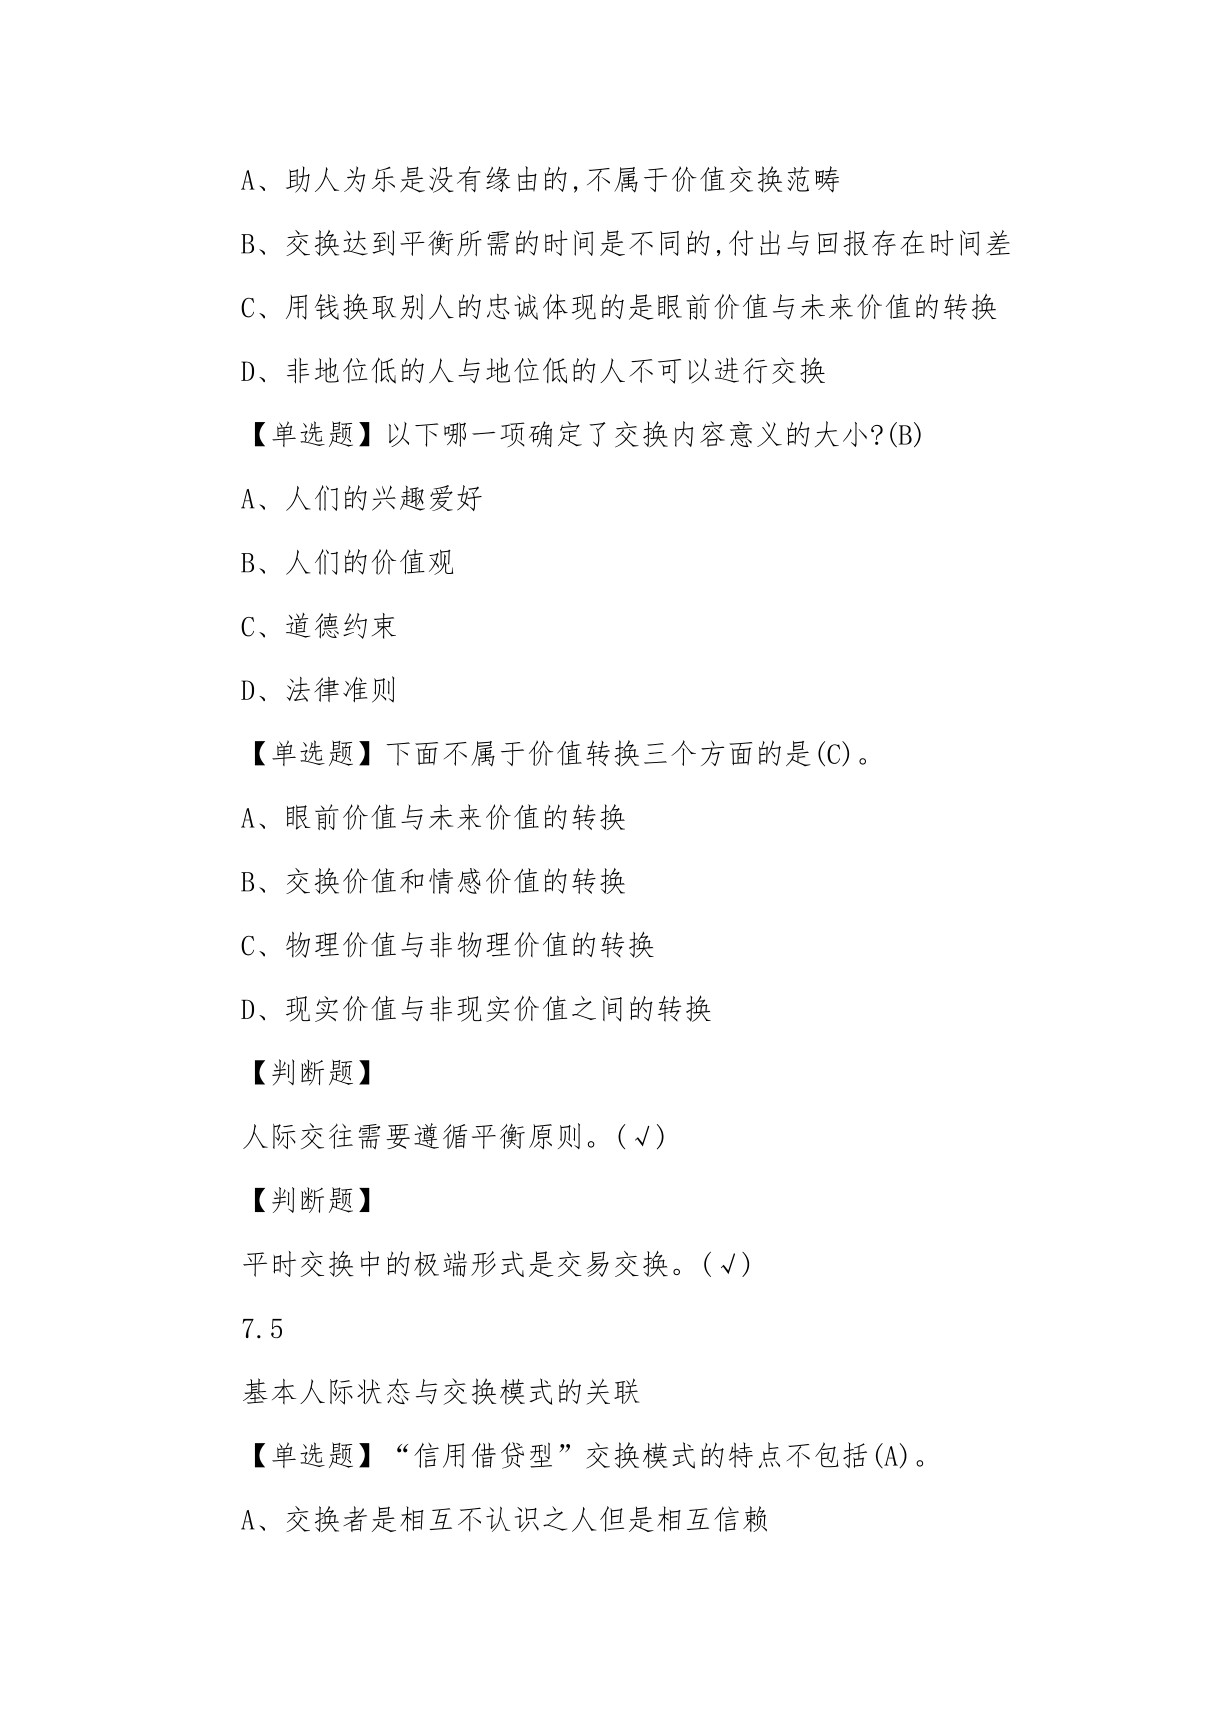 A、助人为乐是没有缘由的,不属于价值交换范畴
B、交换达到平衡所需的时间是不同的,付出与回报存在时间差
C、用钱换取别人的忠诚体现的是眼前价值与未来价值的转换
D、非地位低的人与地位低的人不可以进行交换
【单选题】以下哪一项确定了交换内容意义的大小?(B)
A、人们的兴趣爱好
B、人们的价值观
C、道德约束
D、法律准则
【单选题】下面不属于价值转换三个方面的是(C)。
A、眼前价值与未来价值的转换
B、交换价值和情感价值的转换
C、物理价值与非物理价值的转换
D、现实价值与非现实价值之间的转换
【判断题】
人际交往需要遵循平衡原则。(√)
【判断题】
平时交换中的极端形式是交易交换。(√)
7.5
基本人际状态与交换模式的关联
【单选题】“信用借贷型”交换模式的特点不包括(A)。
A、交换者是相互不认识之人但是相互信赖